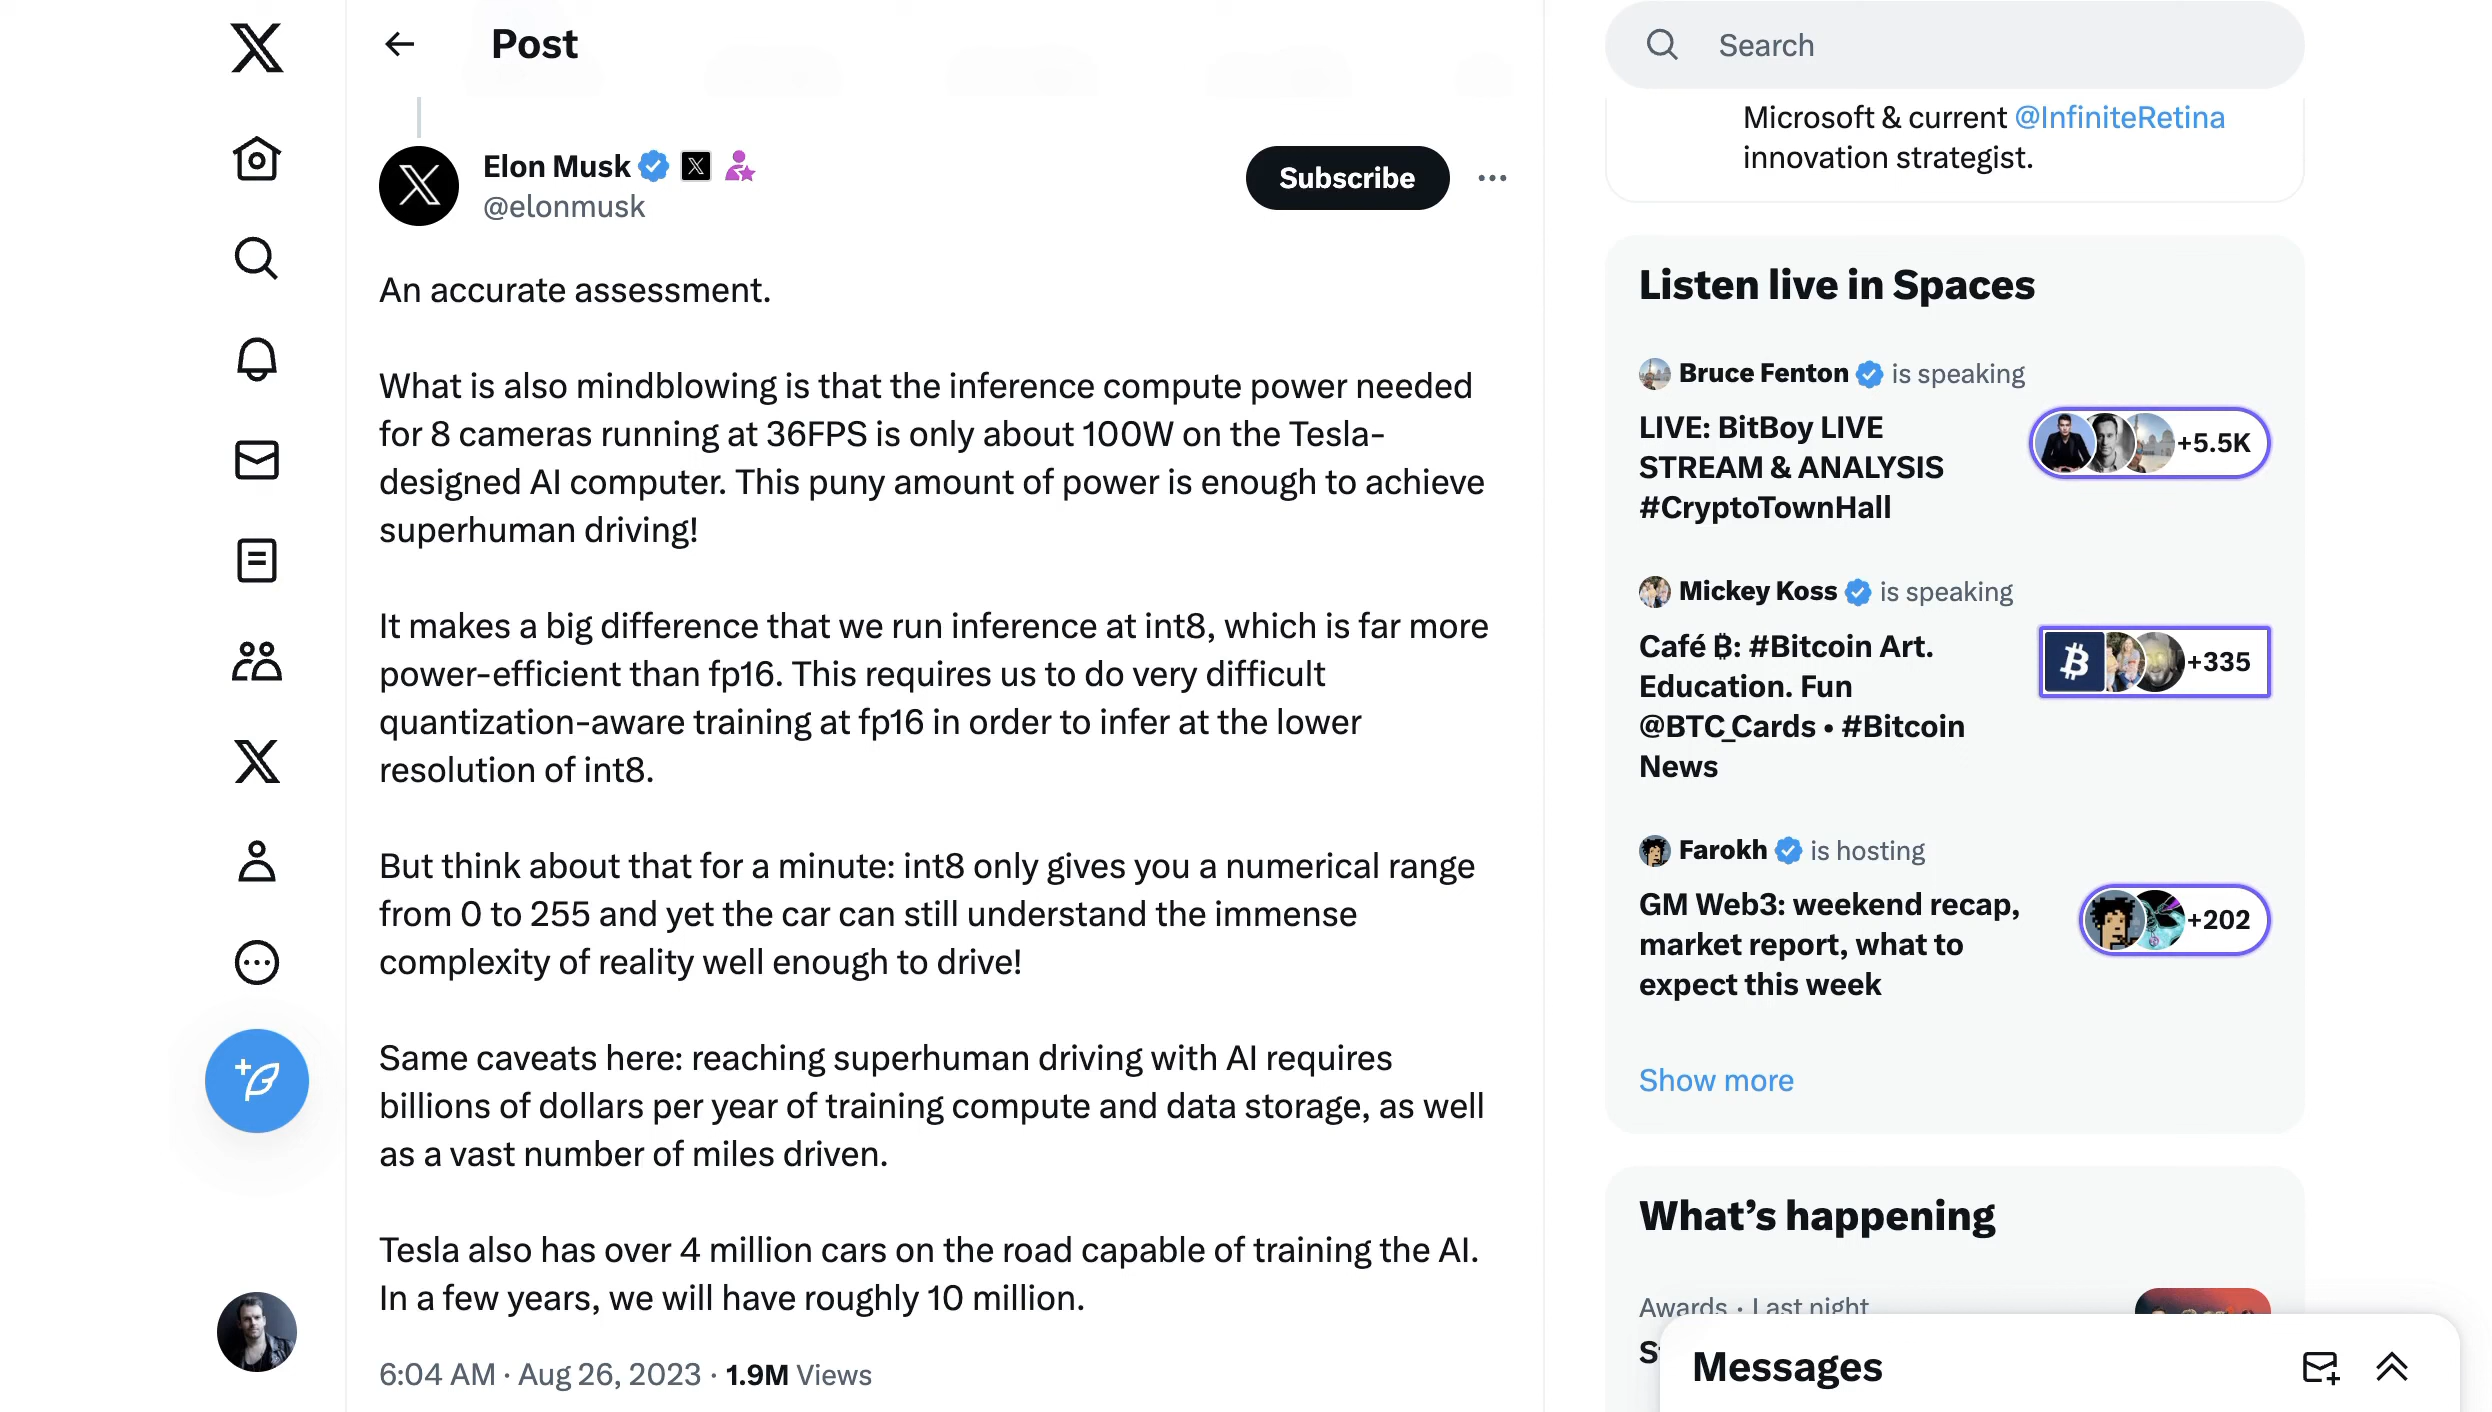 Post
Elon Musk
@elonmusk
Subscribe
An accurate assessment.
What is also mindblowing is that the inference compute power needed
for 8 cameras running at 36FPS is only about 100W on the Tesla-
designed AI computer. This puny amount of power is enough to achieve
superhuman driving!
It makes a big difference that we run inference at int8, which is far more
power-efficient than fp16. This requires us to do very difficult
quantization-aware training at fp16 in order to infer at the lower
resolution of int8.
But think about that for a minute: int8 only gives you a numerical range
from 0 to 255 and yet the car can still understand the immense
complexity of reality well enough to drive!
Same caveats here: reaching superhuman driving with AI requires
billions of dollars per year of training compute and data storage, as well
as a vast number of miles driven.
Tesla also has over 4 million cars on the road capable of training the AI.
In a few years, we will have roughly 10 million.
6:04 AM · Aug 26, 2023 · 1.9M Views
Search
Microsoft & current @InfiniteRetina
innovation strategist.
Listen live in Spaces
Bruce Fenton is speaking
LIVE: BitBoy LIVE
STREAM & ANALYSIS
#CryptoTownHall
+5.5K
Mickey Koss is speaking
Café ₿: #Bitcoin Art.
Education. Fun
@BTC_Cards • #Bitcoin
News
+335
Farokh is hosting
GM Web3: weekend recap,
market report, what to
expect this week
+202
Show more
What’s happening
Awards · Last night
Messages